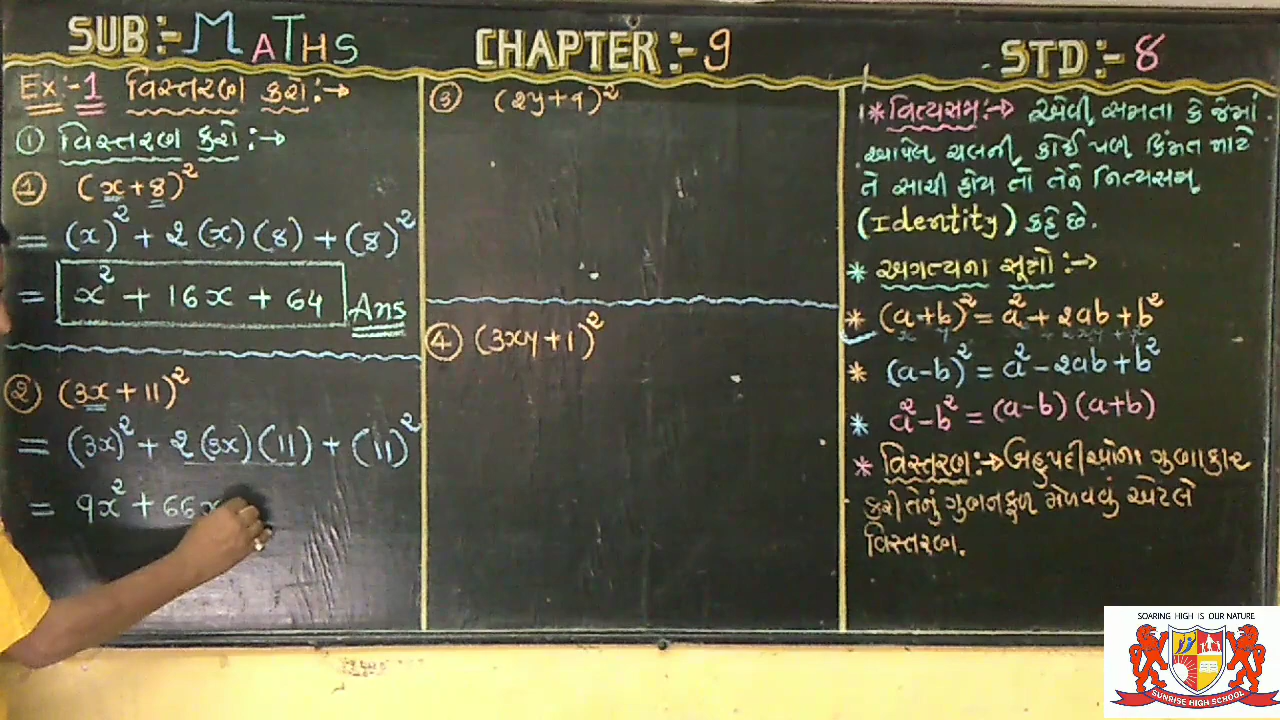 SUB:- MATHS
CHAPTER:- 9
STD:- 8
Ex:-1 વિસ્તરણ કરો:→
① વિસ્તરણ કરો:→
① (x+8)²
= (x)² + 2(x)(8) + (8)²
= x² + 16x + 64 Ans
② (3x+11)²
= (3x)² + 2(3x)(11) + (11)²
= 9x² + 66x
③ (2y+9)²
④ (3xy+1)²
* નિત્યસમ:→ એવી સમતા કે જેમાં
આપેલ ચલની કોઈ પણ કિંમત માટે
તે સાચી હોય તો તેને નિત્યસમ
(Identity) કહે છે.
* અગત્યના સૂત્રો:→
* (a+b)² = a² + 2ab + b²
* (a-b)² = a² - 2ab + b²
* a²-b² = (a-b)(a+b)
* વિસ્તરણ:→ બહુપદીઓના ગુણાકાર
કરી તેનું ગુણનફળ મેળવવું એટલે
વિસ્તરણ.
SOARING HIGH IS OUR NATURE
SUNRISE HIGH SCHOOL